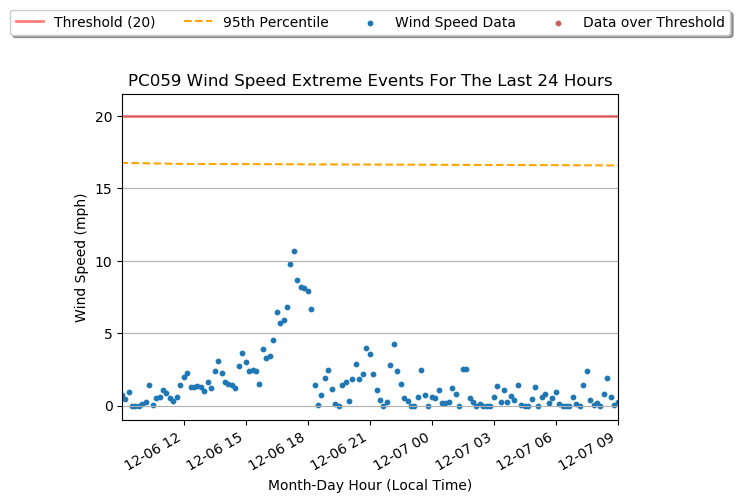 Threshold (20) 95th Percentile Wind Speed Data Data over Threshold
PC059 Wind Speed Extreme Events For The Last 24 Hours
20
15
10
5
0
Wind Speed (mph)
12-06 12 12-06 15 12-06 18 12-06 21 12-07 00 12-07 03 12-07 06 12-07 09
Month-Day Hour (Local Time)